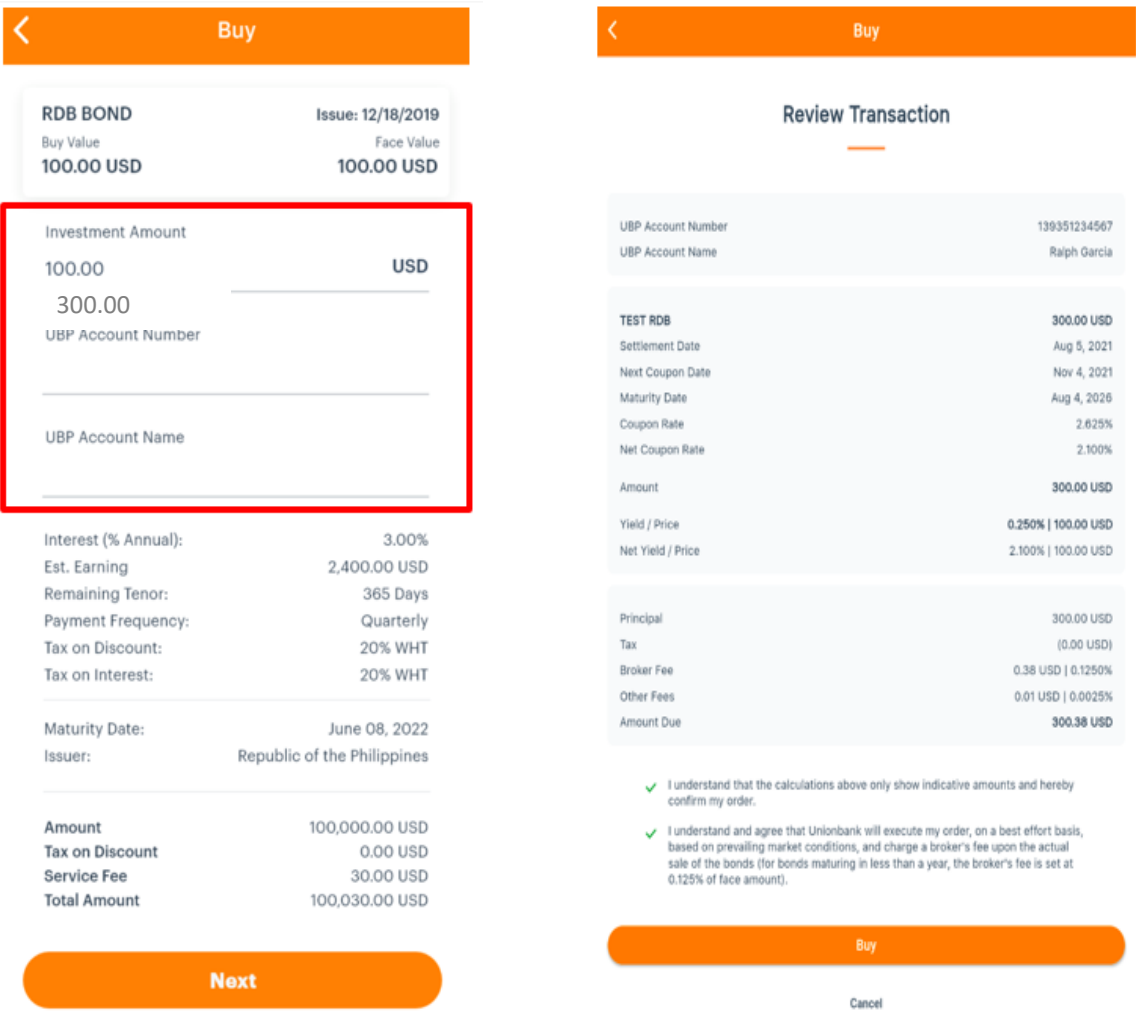 Buy
RDB BOND Issue: 12/18/2019
Buy Value Face Value
100.00 USD 100.00 USD
Investment Amount
100.00 USD
300.00
UBP Account Number
UBP Account Name
Interest (% Annual): 3.00%
Est. Earning 2,400.00 USD
Remaining Tenor: 365 Days
Payment Frequency: Quarterly
Tax on Discount: 20% WHT
Tax on Interest: 20% WHT
Maturity Date: June 08, 2022
Issuer: Republic of the Philippines
Amount 100,000.00 USD
Tax on Discount 0.00 USD
Service Fee 30.00 USD
Total Amount 100,030.00 USD
Next
Buy
Review Transaction
UBP Account Number 139351234567
UBP Account Name Ralph Garcia
TEST RDB 300.00 USD
Settlement Date Aug 5, 2021
Next Coupon Date Nov 4, 2021
Maturity Date Aug 4, 2026
Coupon Rate 2.625%
Net Coupon Rate 2.100%
Amount 300.00 USD
Yield / Price 0.250% | 100.00 USD
Net Yield / Price 2.100% | 100.00 USD
Principal 300.00 USD
Tax (0.00 USD)
Broker Fee 0.38 USD | 0.1250%
Other Fees 0.01 USD | 0.0025%
Amount Due 300.38 USD
I understand that the calculations above only show indicative amounts and hereby
confirm my order.
I understand and agree that Unionbank will execute my order, on a best effort basis,
based on prevailing market conditions, and charge a broker's fee upon the actual
sale of the bonds (for bonds maturing in less than a year, the broker's fee is set at
0.125% of face amount).
Buy
Cancel